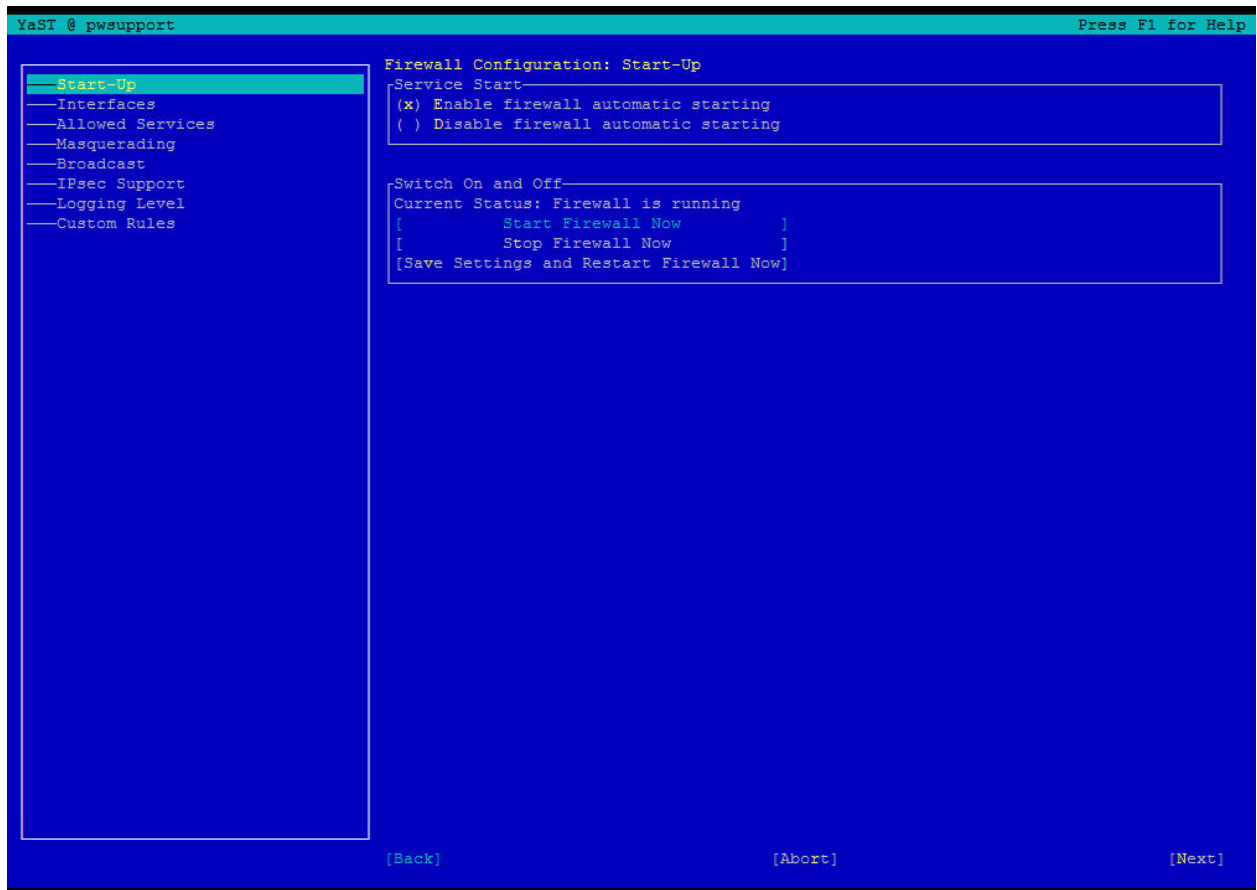 YaST @ pwsupport Press F1 for Help
Start-Up
Interfaces
Allowed Services
Masquerading
Broadcast
IPsec Support
Logging Level
Custom Rules
Firewall Configuration: Start-Up
Service Start
(x) Enable firewall automatic starting
( ) Disable firewall automatic starting
Switch On and Off
Current Status: Firewall is running
[ Start Firewall Now ]
[ Stop Firewall Now ]
[Save Settings and Restart Firewall Now]
[Back] [Abort] [Next]